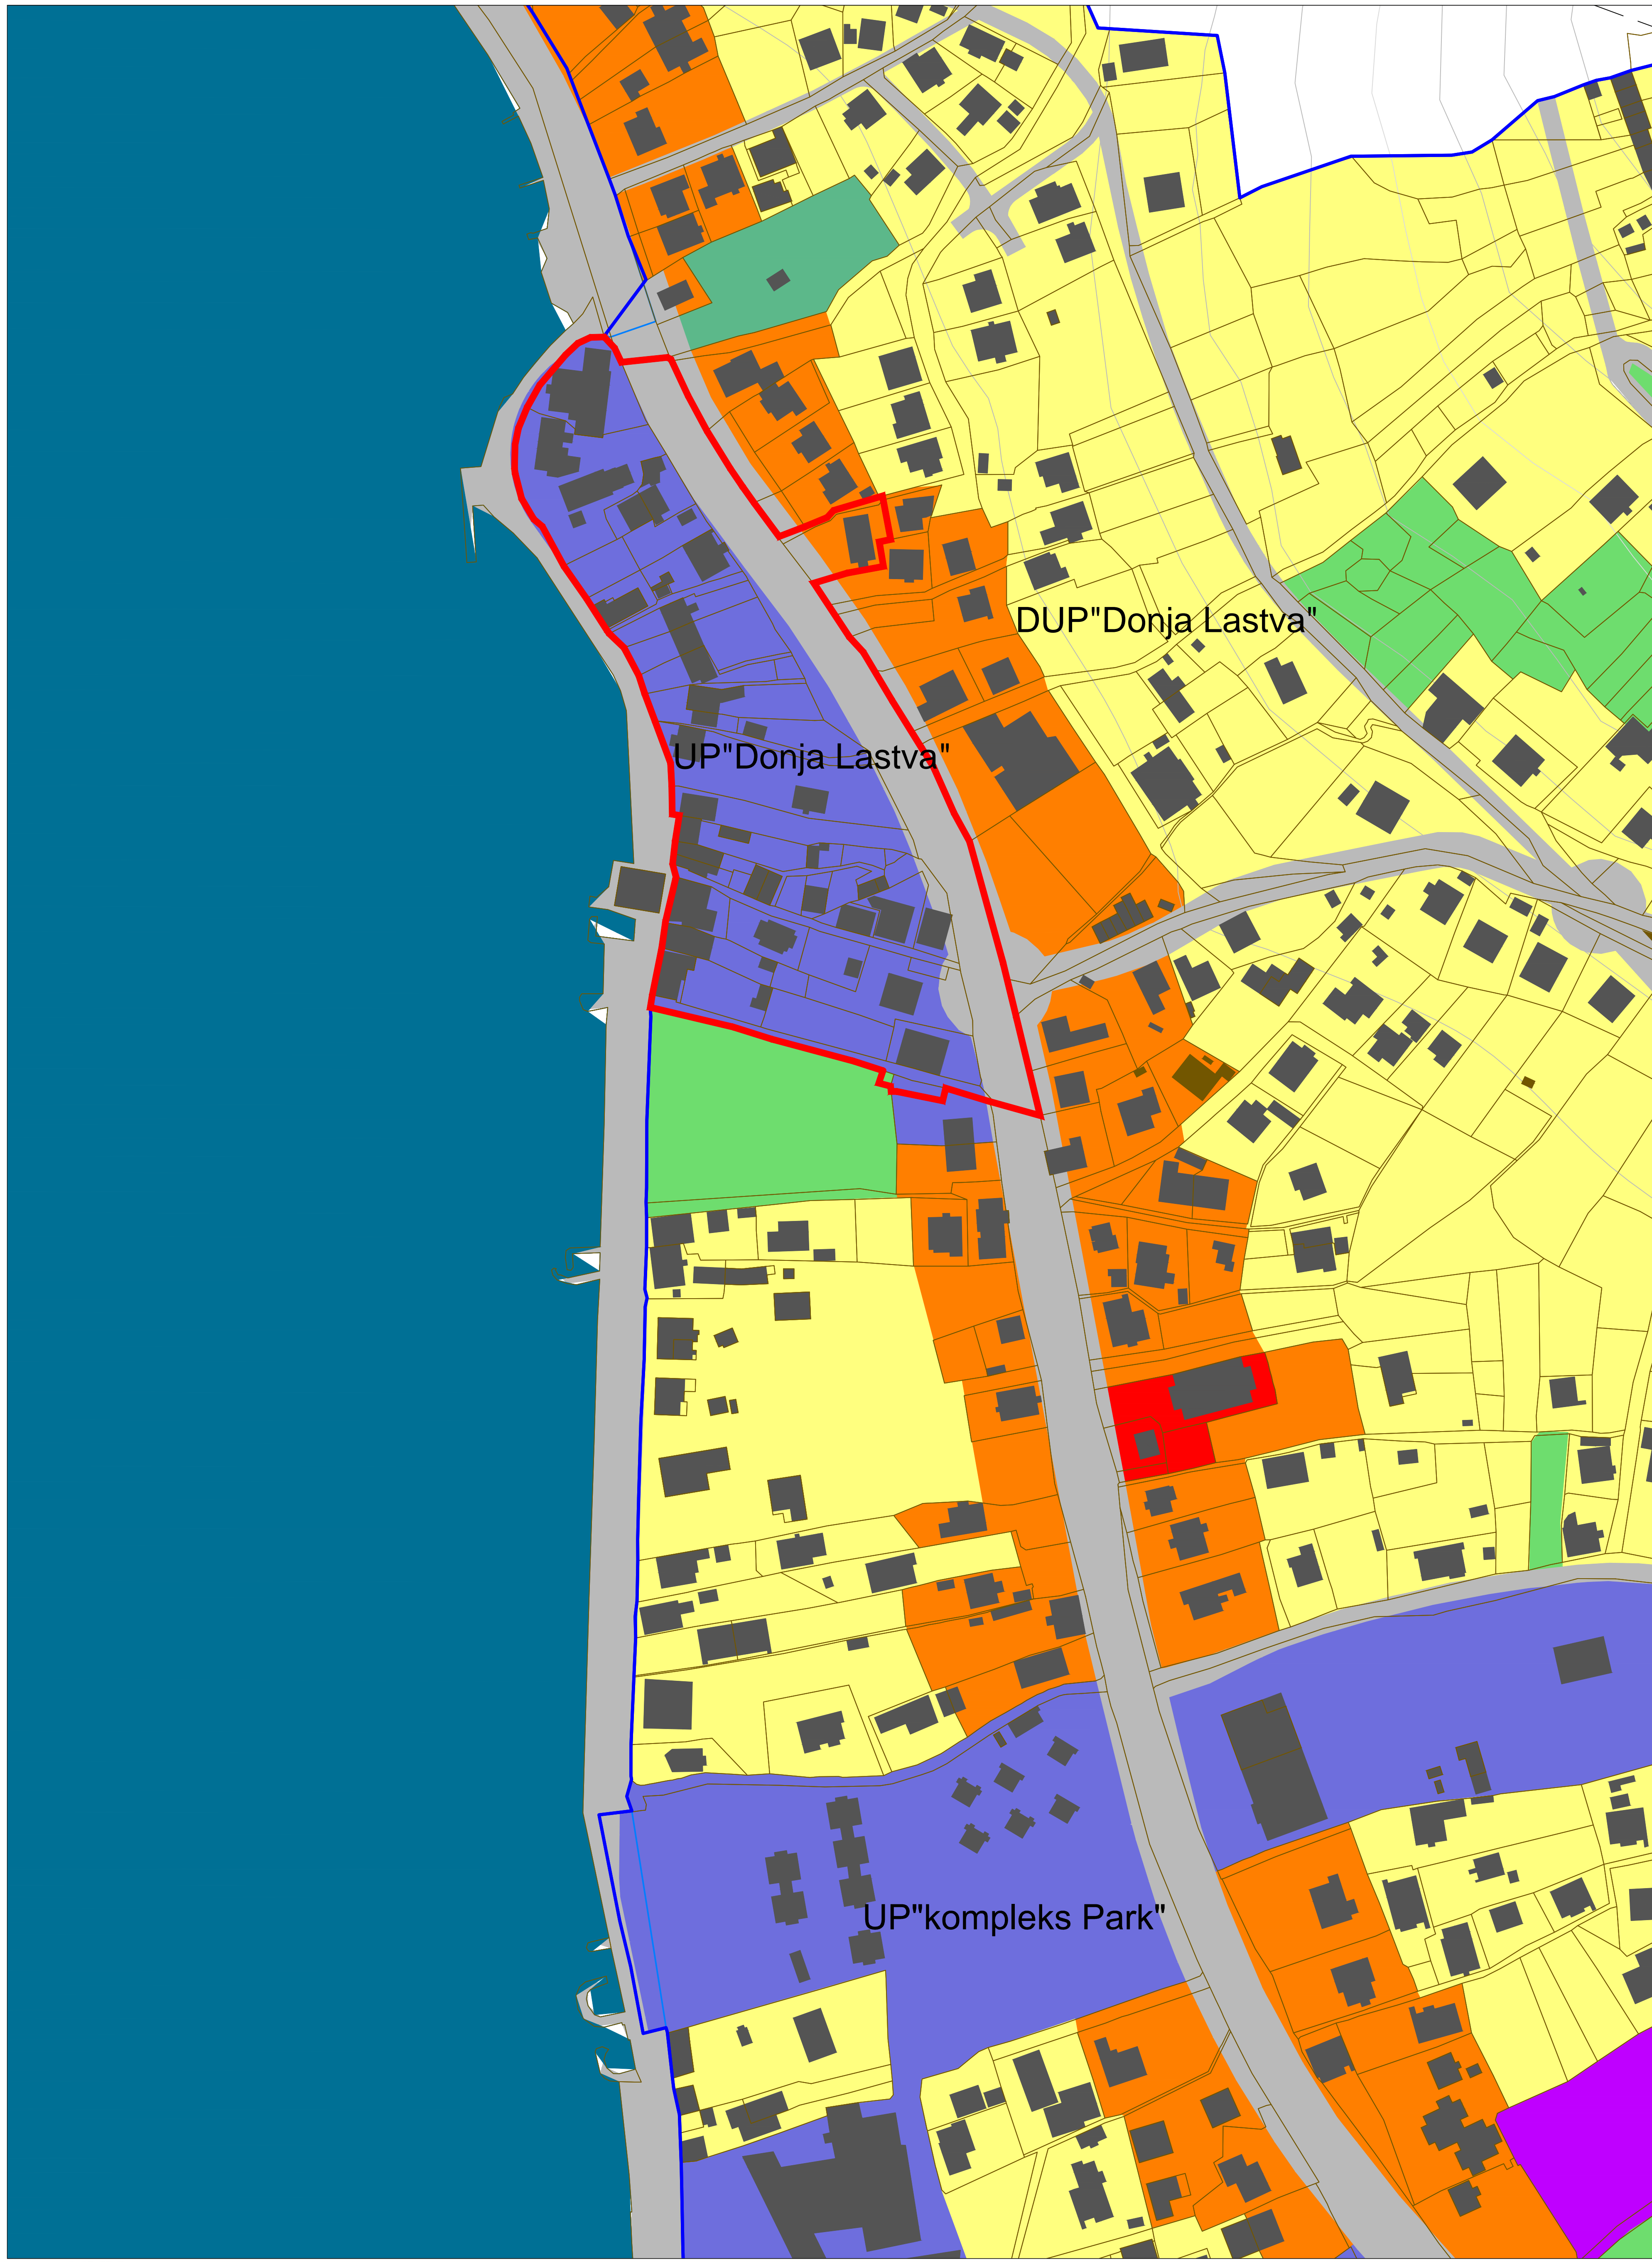 DUP"Donja Lastva"
UP"Donja Lastva"
UP"kompleks Park"